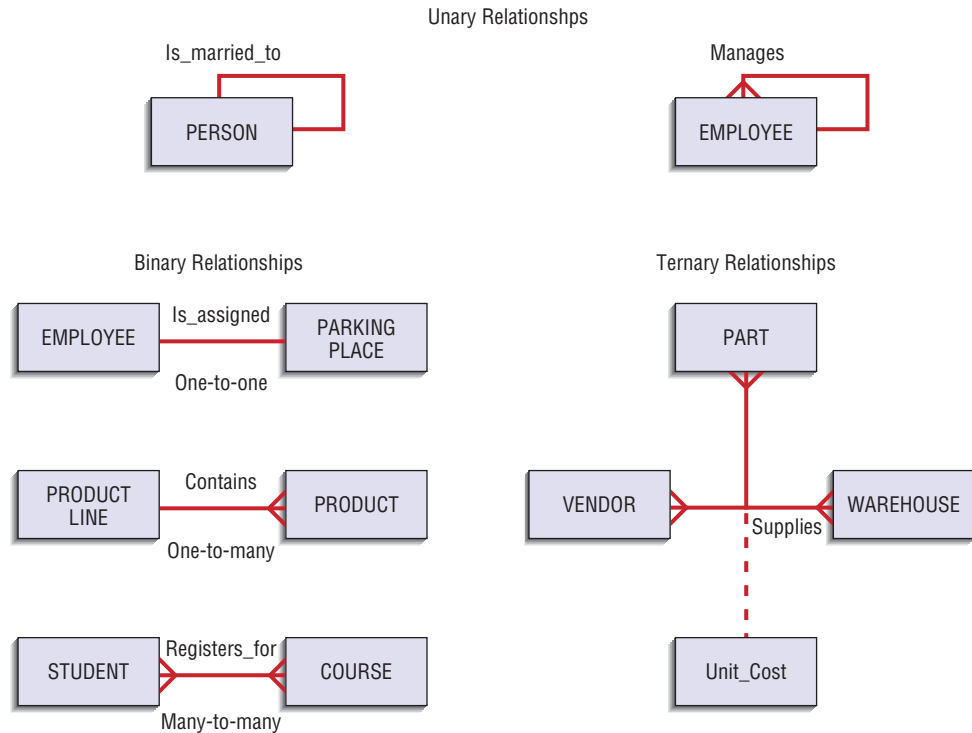 Unary Relationshps
Is_married_to
PERSON
Manages
EMPLOYEE
Binary Relationships
EMPLOYEE
Is_assigned
PARKING
PLACE
One-to-one
PRODUCT
LINE
Contains
PRODUCT
One-to-many
STUDENT
Registers_for
COURSE
Many-to-many
Ternary Relationships
PART
VENDOR
Supplies
WAREHOUSE
Unit_Cost